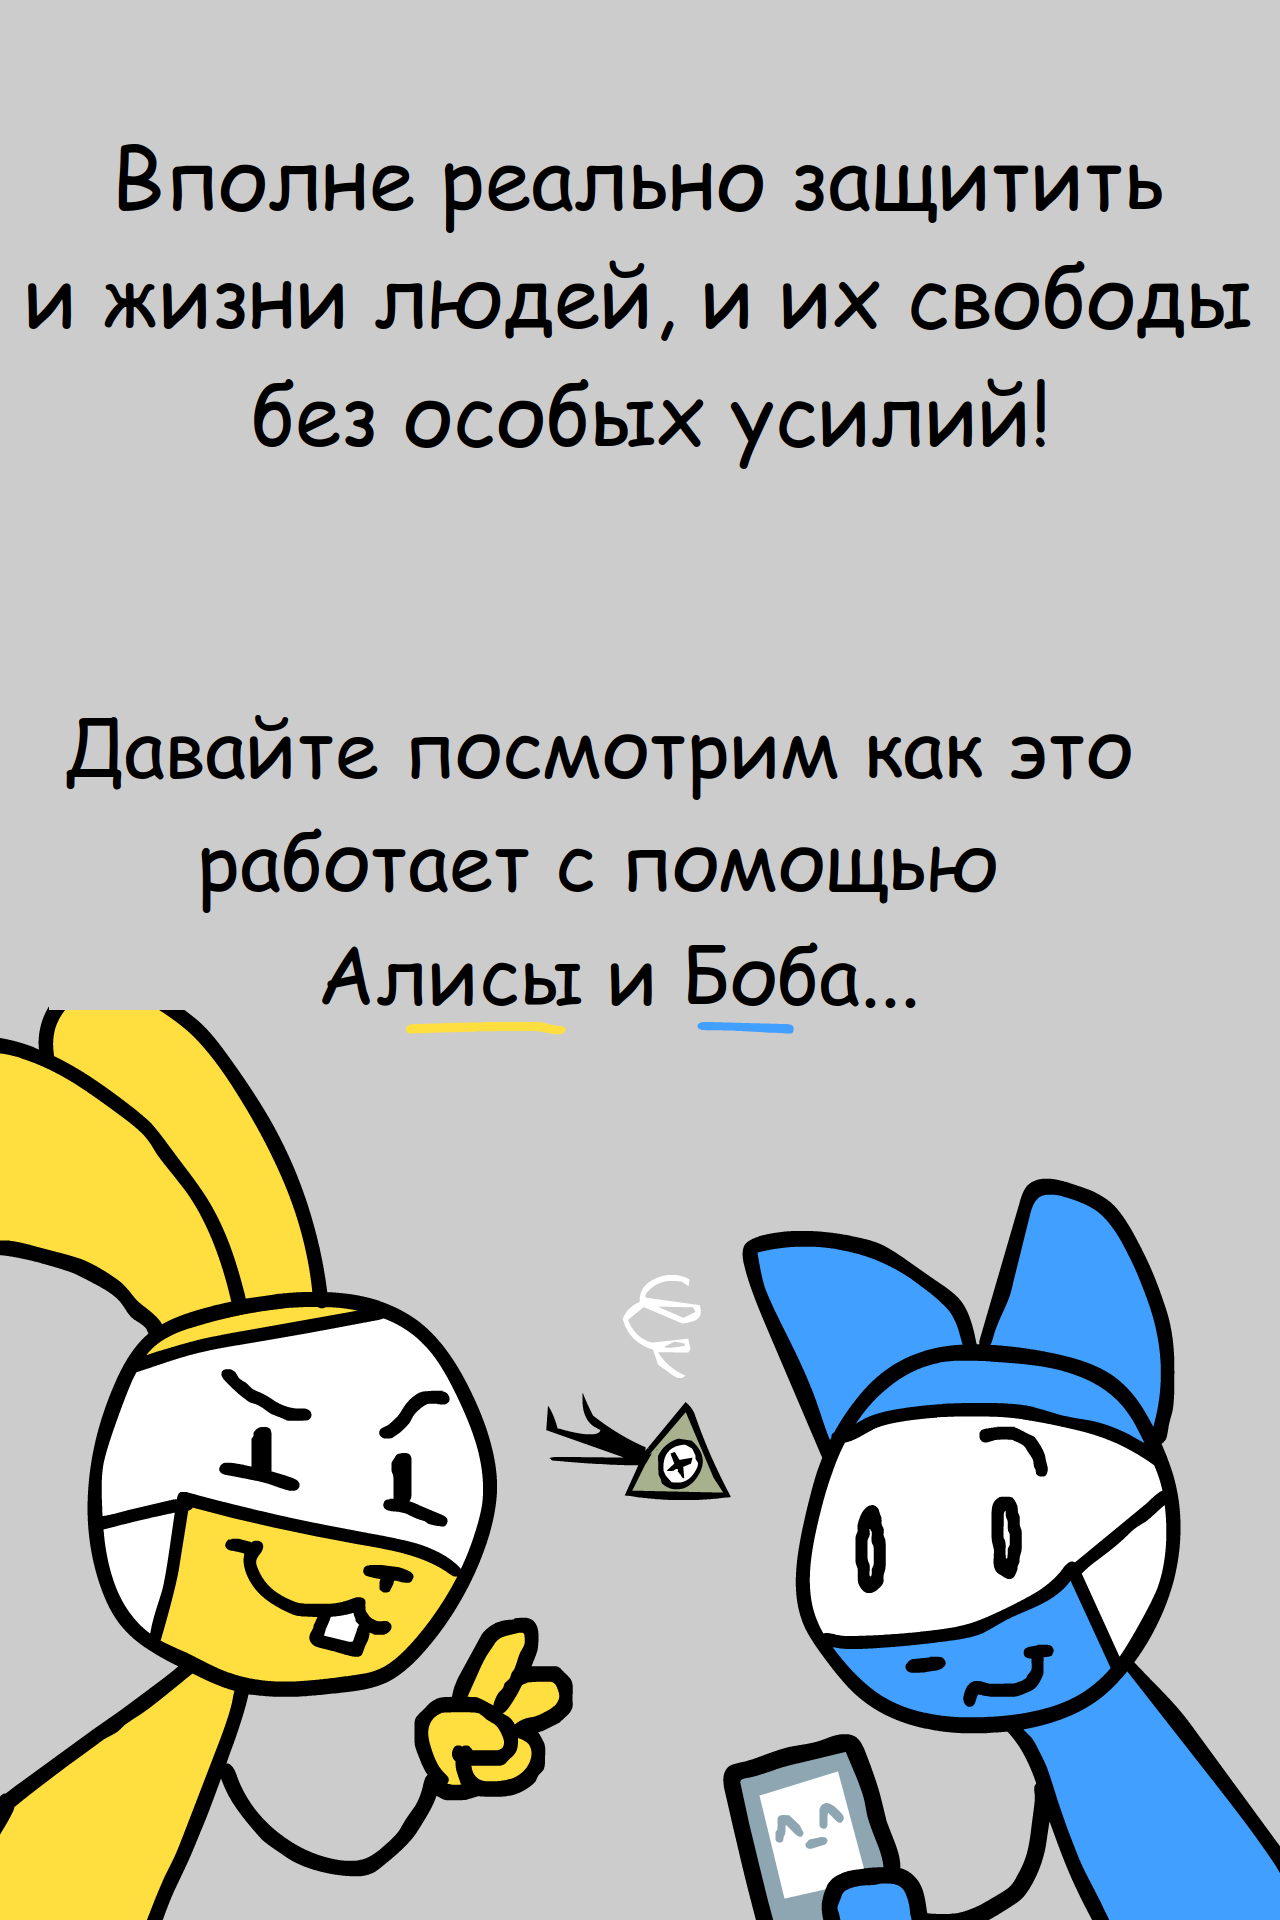 Вполне реально защитить
и жизни людей, и их свободы
без особых усилий!
Давайте посмотрим как это
работает с помощью
Алисы и Боба...